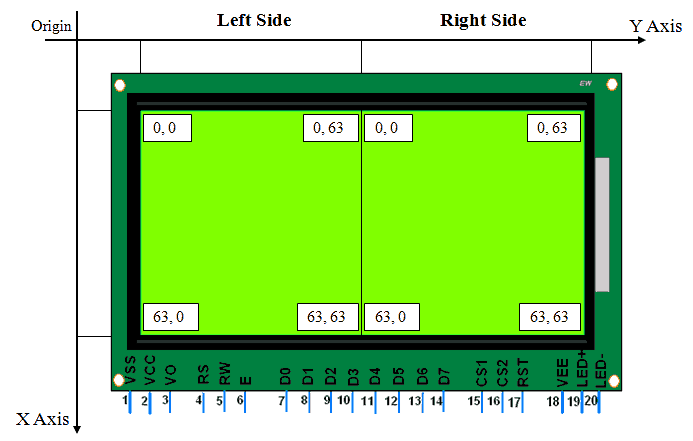 Left Side Right Side
Origin
Y Axis
EW
0, 0 0, 63 0, 0 0, 63
63, 0 63, 63 63, 0 63, 63
VSS VCC VO RS RW E D0 D1 D2 D3 D4 D5 D6 D7 CS1 CS2 RST VEE LED+ LED-
1 2 3 4 5 6 7 8 9 10 11 12 13 14 15 16 17 18 19 20
X Axis